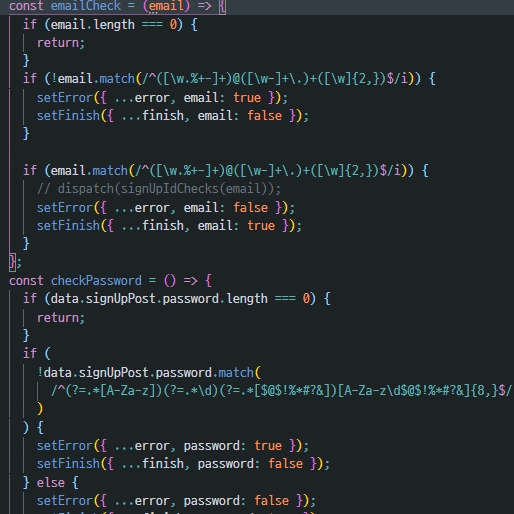 const emailCheck = (email) => {
if (email.length === 0) {
return;
}
if (!email.match(/^([\w.%+-]+)@([\w-]+\.)+([\w]{2,})$/i)) {
setError({ ...error, email: true });
setFinish({ ...finish, email: false });
}
if (email.match(/^([\w.%+-]+)@([\w-]+\.)+([\w]{2,})$/i)) {
// dispatch(signUpIdChecks(email));
setError({ ...error, email: false });
setFinish({ ...finish, email: true });
}
};
const checkPassword = () => {
if (data.signUpPost.password.length === 0) {
return;
}
if (
!data.signUpPost.password.match(
/^(?=.*[A-Za-z])(?=.*\d)(?=.*[$@$!%*#?&])[A-Za-z\d$@$!%*#?&]{8,}$/
)
) {
setError({ ...error, password: true });
setFinish({ ...finish, password: false });
} else {
setError({ ...error, password: false });